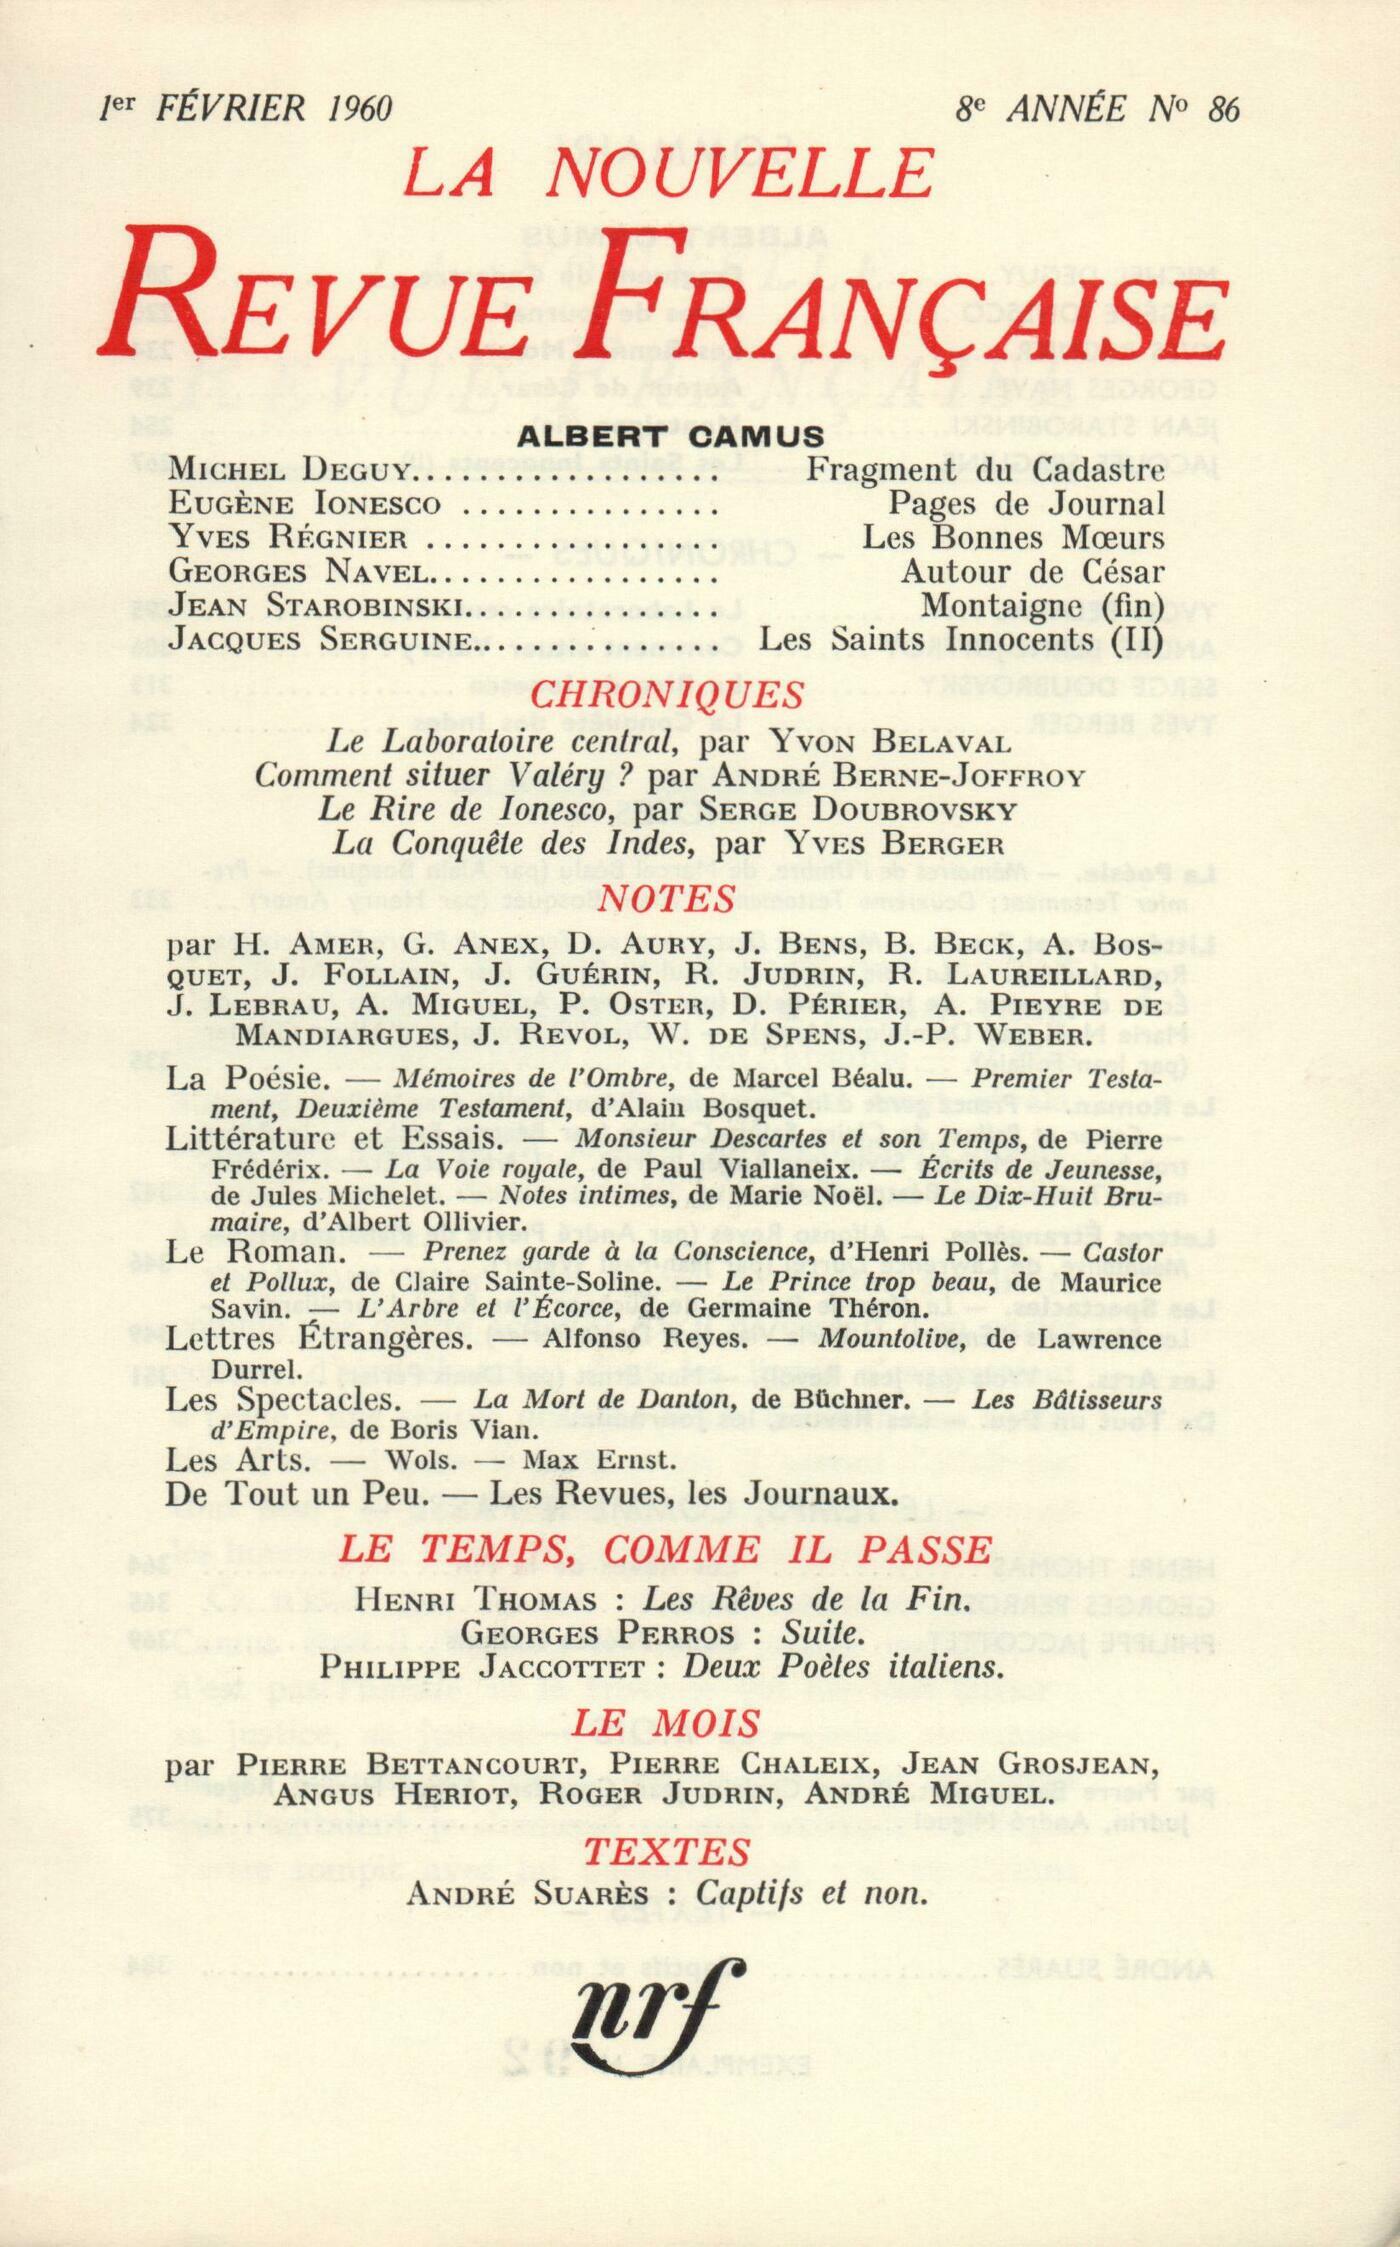 1er FÉVRIER 1960 8e ANNÉE No 86
LA NOUVELLE
REVUE FRANÇAISE
ALBERT CAMUS
MICHEL DEGUY.................. Fragment du Cadastre
EUGÈNE IONESCO ............... Pages de Journal
YVES RÉGNIER ................. Les Bonnes Mœurs
GEORGES NAVEL................. Autour de César
JEAN STAROBINSKI............... Montaigne (fin)
JACQUES SERGUINE............... Les Saints Innocents (II)
CHRONIQUES
Le Laboratoire central, par YVON BELAVAL
Comment situer Valéry ? par ANDRÉ BERNE-JOFFROY
Le Rire de Ionesco, par SERGE DOUBROVSKY
La Conquête des Indes, par YVES BERGER
NOTES
par H. AMER, G. ANEX, D. AURY, J. BENS, B. BECK, A. BOS-
QUET, J. FOLLAIN, J. GUÉRIN, R. JUDRIN, R. LAUREILLARD,
J. LEBRAU, A. MIGUEL, P. OSTER, D. PÉRIER, A. PIEYRE DE
MANDIARGUES, J. REVOL, W. DE SPENS, J.-P. WEBER.
La Poésie. — Mémoires de l'Ombre, de Marcel Béalu. — Premier Testa-
ment, Deuxième Testament, d'Alain Bosquet.
Littérature et Essais. — Monsieur Descartes et son Temps, de Pierre
Frédérix. — La Voie royale, de Paul Viallaneix. — Écrits de Jeunesse,
de Jules Michelet. — Notes intimes, de Marie Noël. — Le Dix-Huit Bru-
maire, d'Albert Ollivier.
Le Roman. — Prenez garde à la Conscience, d'Henri Pollès. — Castor
et Pollux, de Claire Sainte-Soline. — Le Prince trop beau, de Maurice
Savin. — L'Arbre et l'Écorce, de Germaine Théron.
Lettres Étrangères. — Alfonso Reyes. — Mountolive, de Lawrence
Durrel.
Les Spectacles. — La Mort de Danton, de Büchner. — Les Bâtisseurs
d'Empire, de Boris Vian.
Les Arts. — Wols. — Max Ernst.
De Tout un Peu. — Les Revues, les Journaux.
LE TEMPS, COMME IL PASSE
HENRI THOMAS : Les Rêves de la Fin.
GEORGES PERROS : Suite.
PHILIPPE JACCOTTET : Deux Poètes italiens.
LE MOIS
par PIERRE BETTANCOURT, PIERRE CHALEIX, JEAN GROSJEAN,
ANGUS HERIOT, ROGER JUDRIN, ANDRÉ MIGUEL.
TEXTES
ANDRÉ SUARÈS : Captifs et non.
nrf